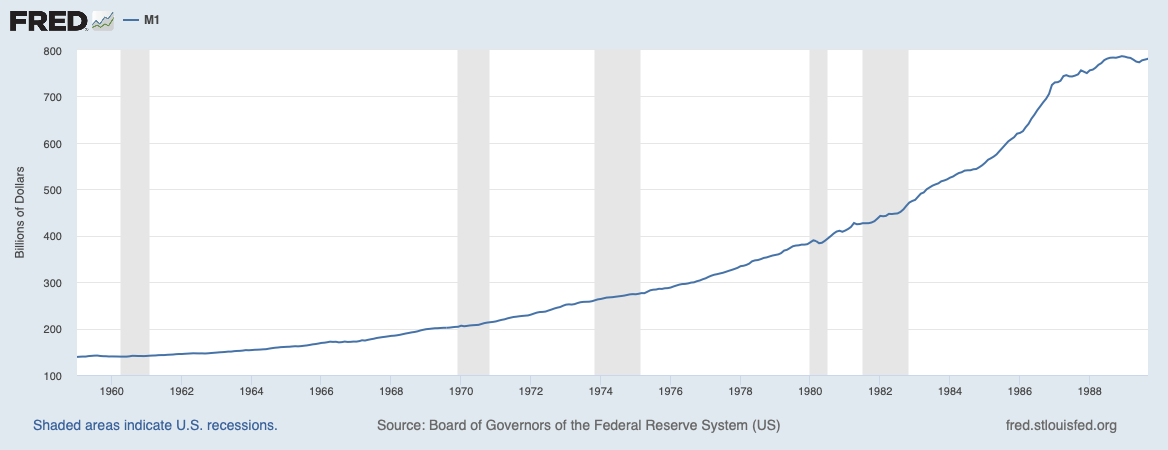 FRED
M1
800
700
600
500
400
300
200
100
Billions of Dollars
1960 1962 1964 1966 1968 1970 1972 1974 1976 1978 1980 1982 1984 1986 1988
Shaded areas indicate U.S. recessions.
Source: Board of Governors of the Federal Reserve System (US)
fred.stlouisfed.org